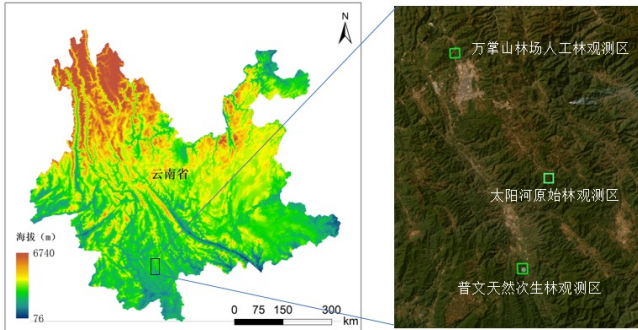 N
万掌山林场人工林观测区
云南省
太阳河原始林观测区
海拔（m）
6740
76
普文天然次生林观测区
0 75 150 300
km